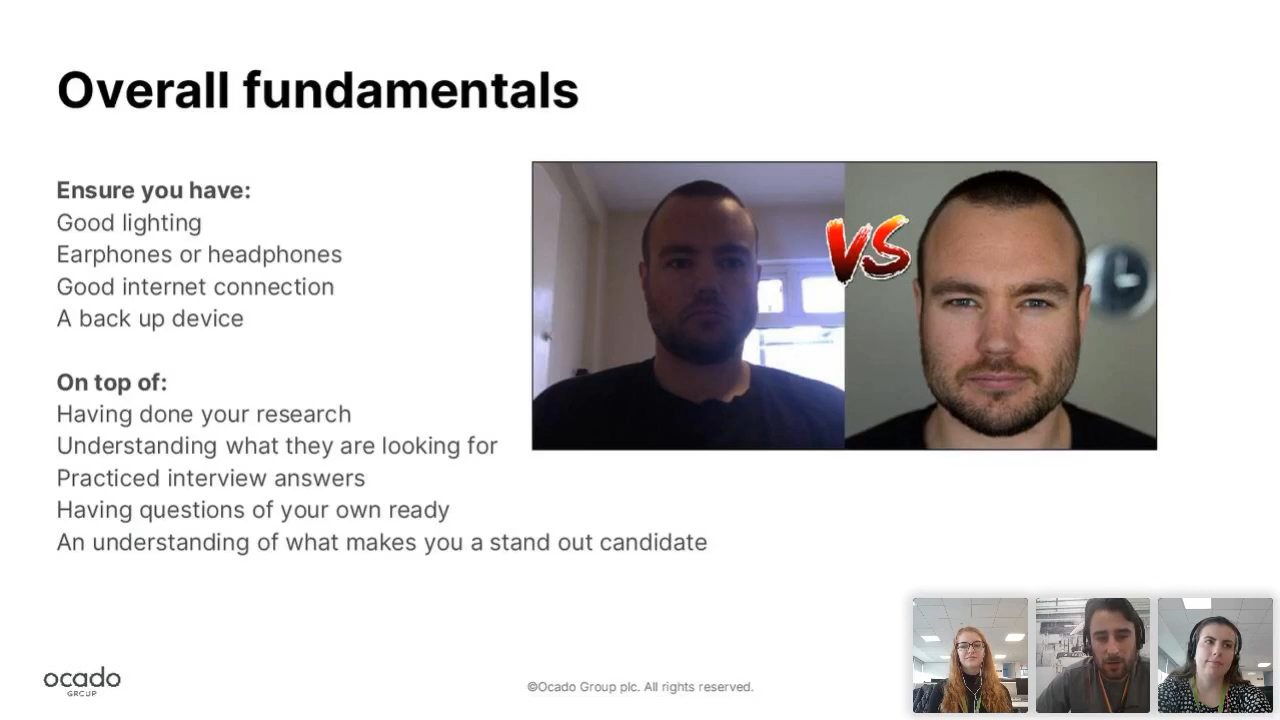 Overall fundamentals
Ensure you have:
Good lighting
Earphones or headphones
Good internet connection
A back up device
VS
On top of:
Having done your research
Understanding what they are looking for
Practiced interview answers
Having questions of your own ready
An understanding of what makes you a stand out candidate
ocado
GROUP
©Ocado Group plc. All rights reserved.